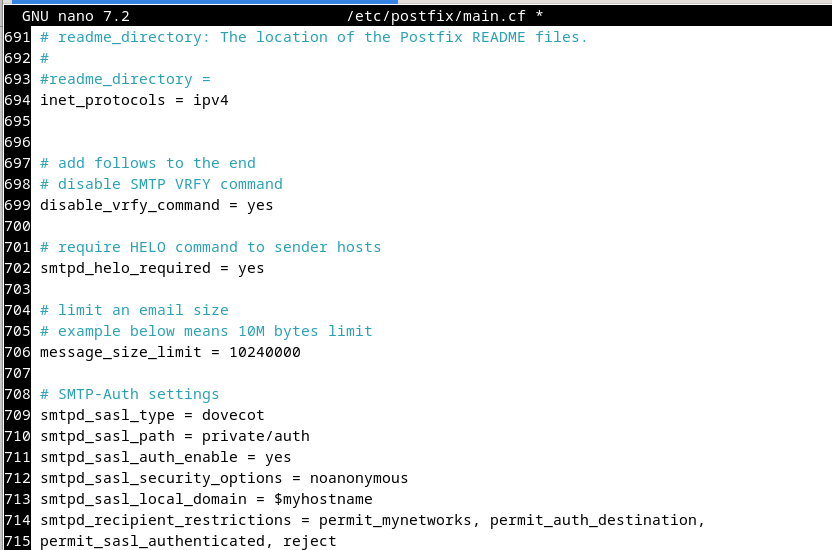 GNU nano 7.2 /etc/postfix/main.cf *
691 # readme_directory: The location of the Postfix README files.
692 #
693 #readme_directory =
694 inet_protocols = ipv4
695
696
697 # add follows to the end
698 # disable SMTP VRFY command
699 disable_vrfy_command = yes
700
701 # require HELO command to sender hosts
702 smtpd_helo_required = yes
703
704 # limit an email size
705 # example below means 10M bytes limit
706 message_size_limit = 10240000
707
708 # SMTP-Auth settings
709 smtpd_sasl_type = dovecot
710 smtpd_sasl_path = private/auth
711 smtpd_sasl_auth_enable = yes
712 smtpd_sasl_security_options = noanonymous
713 smtpd_sasl_local_domain = $myhostname
714 smtpd_recipient_restrictions = permit_mynetworks, permit_auth_destination,
715 permit_sasl_authenticated, reject